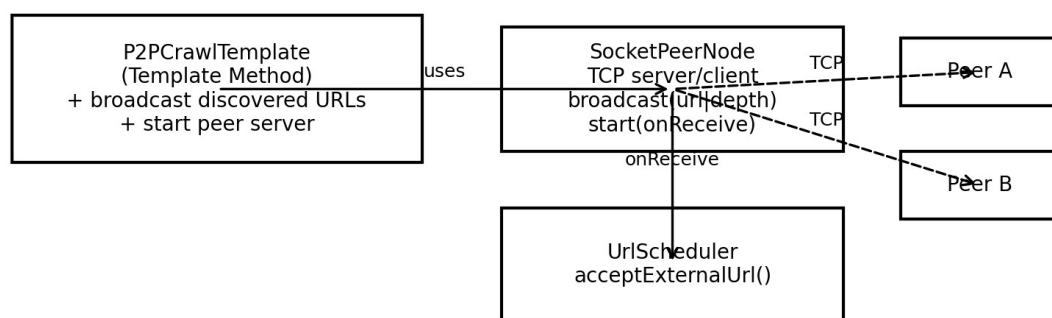 P2PCrawlTemplate
(Template Method)
+ broadcast discovered URLs
+ start peer server
uses
SocketPeerNode
TCP server/client
broadcast(url|depth)
start(onReceive)
TCP
Peer A
TCP
Peer B
onReceive
UrlScheduler
acceptExternalUrl()